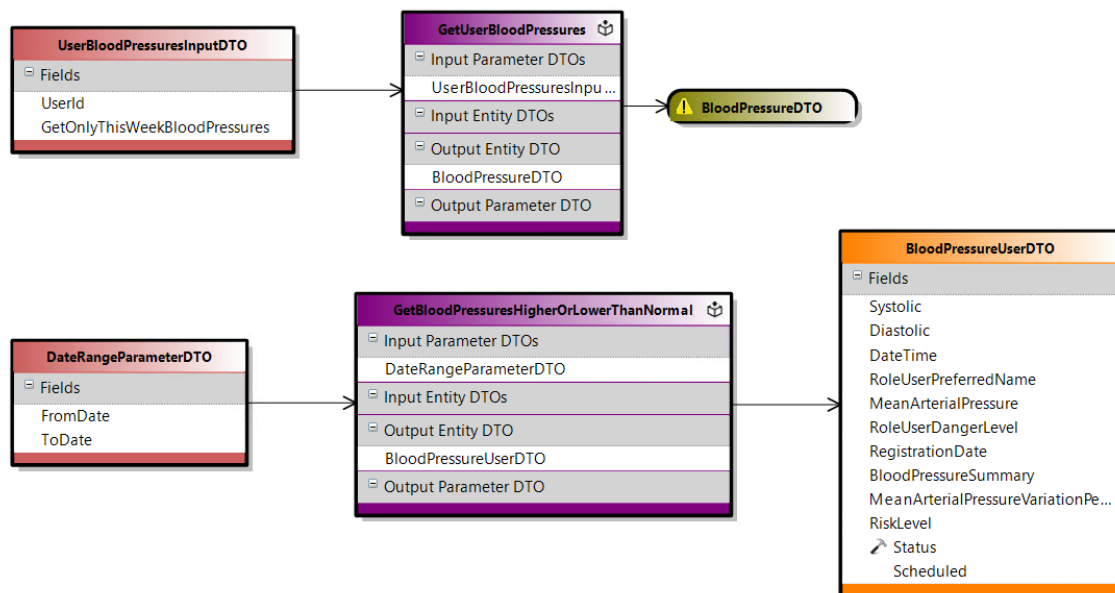 UserBloodPressuresInputDTO
Fields
UserId
GetOnlyThisWeekBloodPressures
GetUserBloodPressures
Input Parameter DTOs
UserBloodPressuresInpu ...
Input Entity DTOs
Output Entity DTO
BloodPressureDTO
Output Parameter DTO
BloodPressureDTO
DateRangeParameterDTO
Fields
FromDate
ToDate
GetBloodPressuresHigherOrLowerThanNormal
Input Parameter DTOs
DateRangeParameterDTO
Input Entity DTOs
Output Entity DTO
BloodPressureUserDTO
Output Parameter DTO
BloodPressureUserDTO
Fields
Systolic
Diastolic
DateTime
RoleUserPreferredName
MeanArterialPressure
RoleUserDangerLevel
RegistrationDate
BloodPressureSummary
MeanArterialPressureVariationPe...
RiskLevel
Status
Scheduled